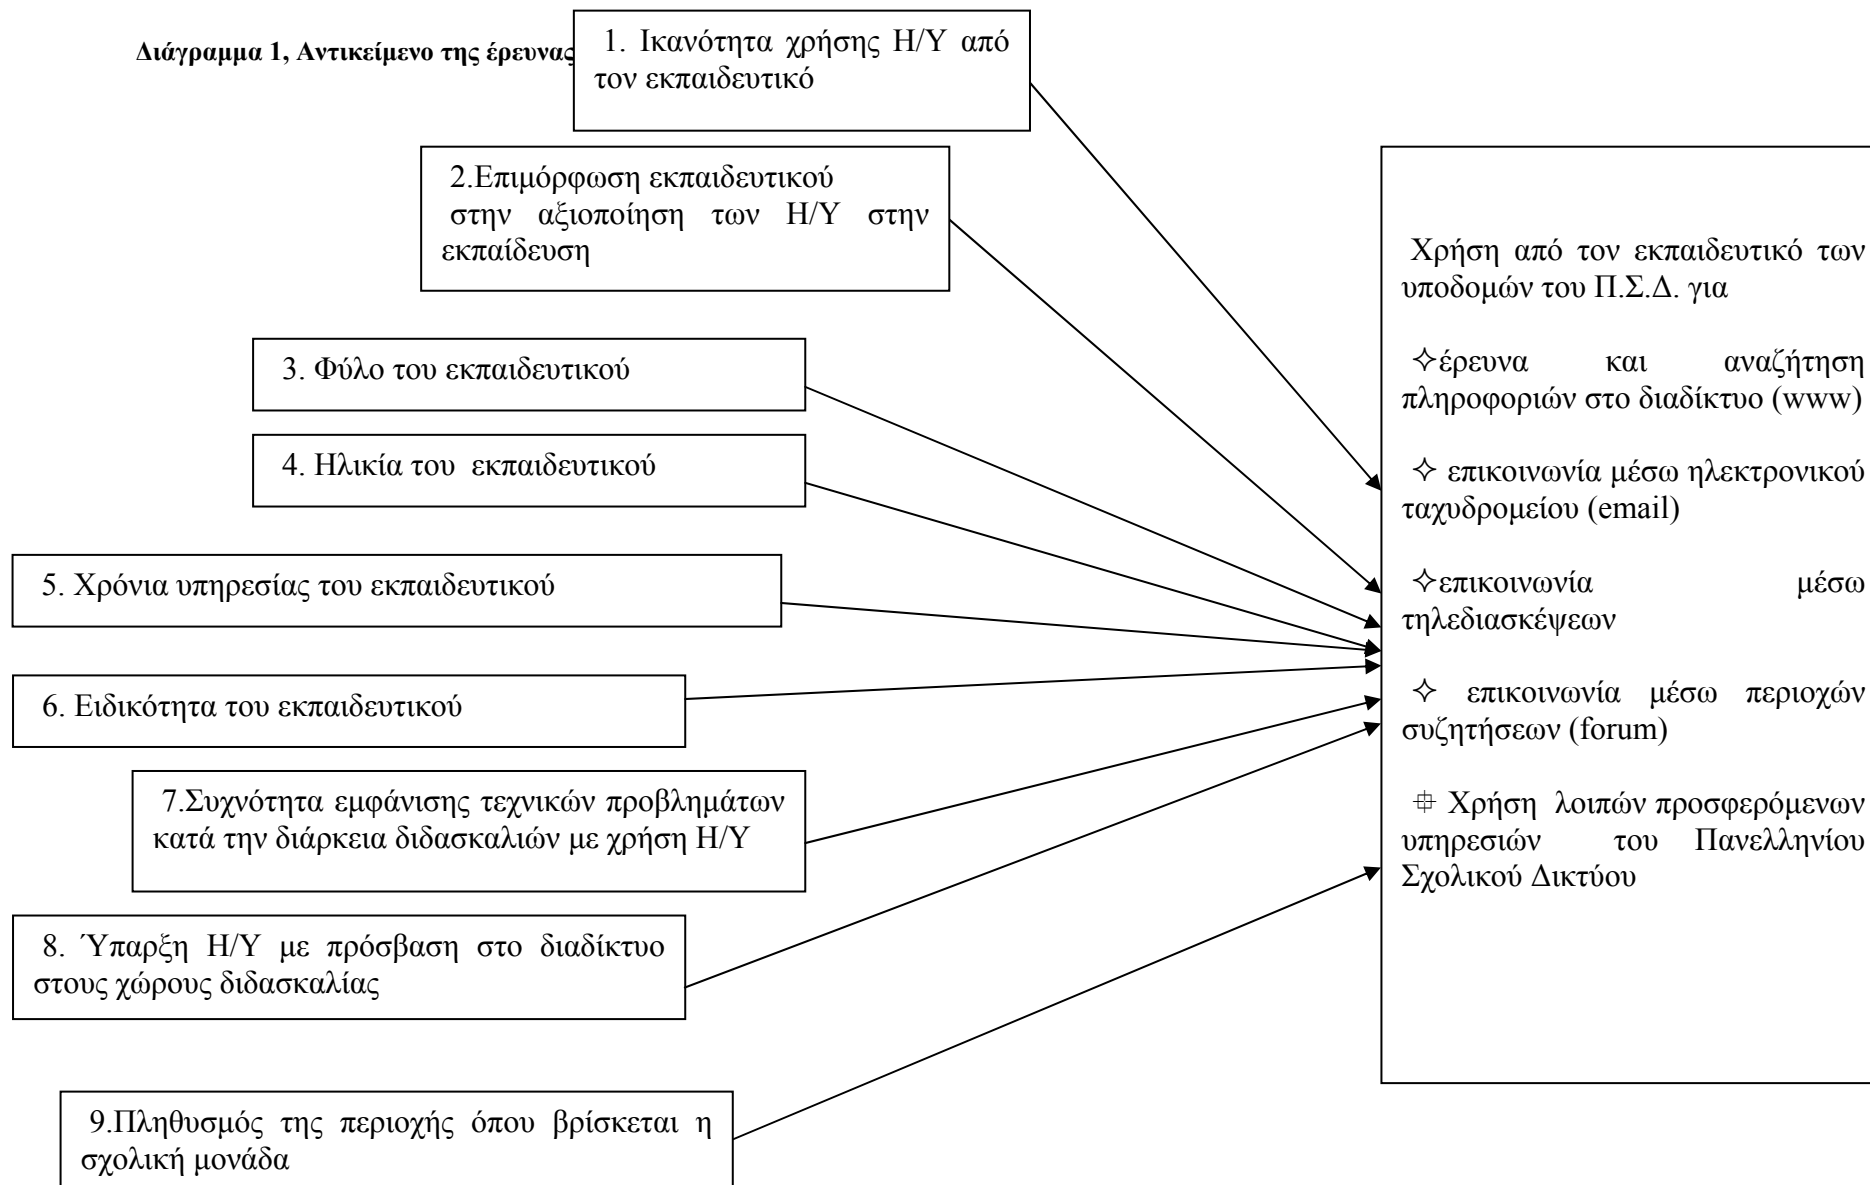 Διάγραμμα 1, Αντικείμενο της έρευνας
1. Ικανότητα χρήσης Η/Υ από
τον εκπαιδευτικό
2.Επιμόρφωση εκπαιδευτικού
στην αξιοποίηση των Η/Υ στην
εκπαίδευση
3. Φύλο του εκπαιδευτικού
4. Ηλικία του εκπαιδευτικού
5. Χρόνια υπηρεσίας του εκπαιδευτικού
6. Ειδικότητα του εκπαιδευτικού
7.Συχνότητα εμφάνισης τεχνικών προβλημάτων
κατά την διάρκεια διδασκαλιών με χρήση Η/Υ
8. Ύπαρξη Η/Υ με πρόσβαση στο διαδίκτυο
στους χώρους διδασκαλίας
9.Πληθυσμός της περιοχής όπου βρίσκεται η
σχολική μονάδα
Χρήση από τον εκπαιδευτικό των
υποδομών του Π.Σ.Δ. για
✧έρευνα και αναζήτηση
πληροφοριών στο διαδίκτυο (www)
✧ επικοινωνία μέσω ηλεκτρονικού
ταχυδρομείου (email)
✧επικοινωνία μέσω
τηλεδιασκέψεων
✧ επικοινωνία μέσω περιοχών
συζητήσεων (forum)
⌖ Χρήση λοιπών προσφερόμενων
υπηρεσιών του Πανελληνίου
Σχολικού Δικτύου